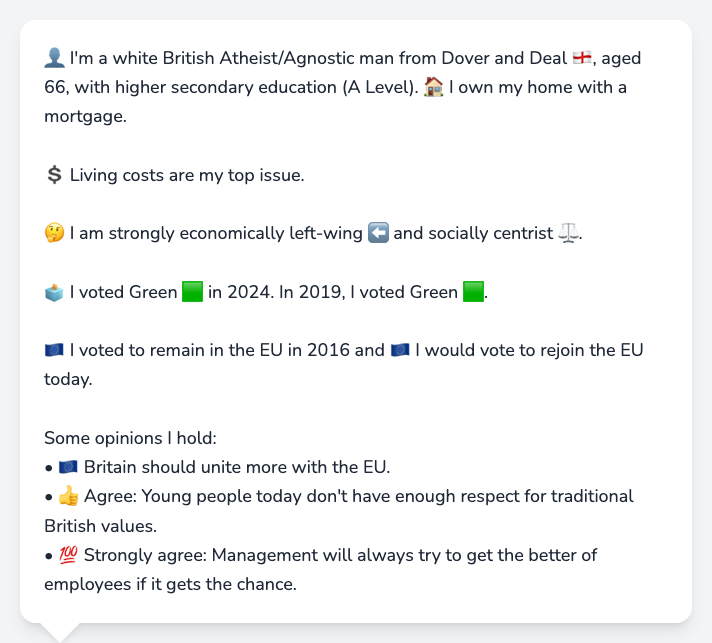 👤 I'm a white British Atheist/Agnostic man from Dover and Deal 🏴󠁧󠁢󠁥󠁮󠁧󠁿, aged
66, with higher secondary education (A Level). 🏠 I own my home with a
mortgage.
💲 Living costs are my top issue.
🤔 I am strongly economically left-wing ⬅️ and socially centrist ⚖️.
🗳️ I voted Green 🟩 in 2024. In 2019, I voted Green 🟩.
🇪🇺 I voted to remain in the EU in 2016 and 🇪🇺 I would vote to rejoin the EU
today.
Some opinions I hold:
• 🇪🇺 Britain should unite more with the EU.
• 👍 Agree: Young people today don't have enough respect for traditional
British values.
• 💯 Strongly agree: Management will always try to get the better of
employees if it gets the chance.